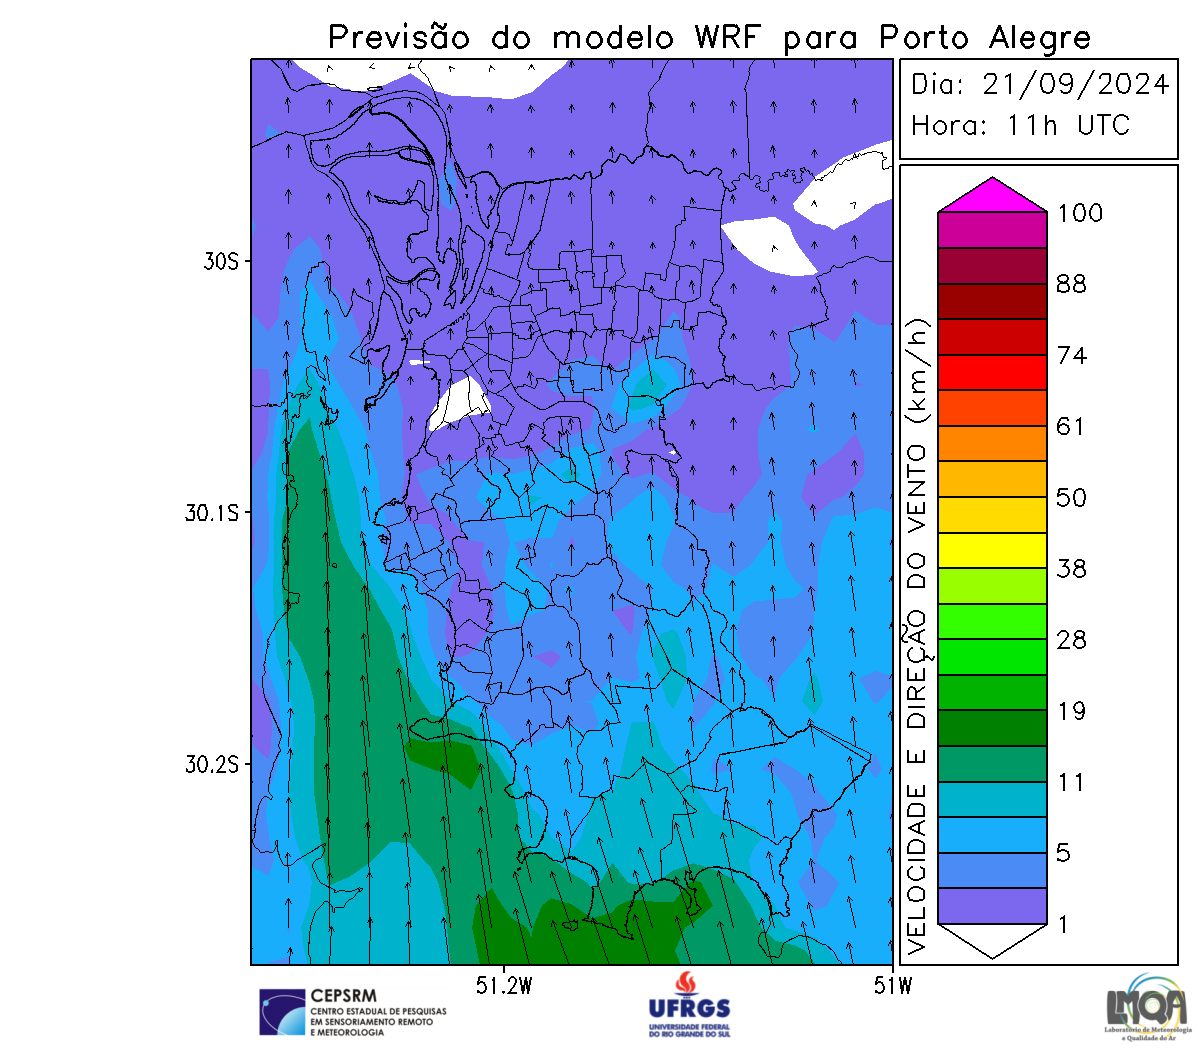 Previsão do modelo WRF para Porto Alegre
Dia: 21/09/2024
Hora: 11h UTC
30S
30.1S
30.2S
51.2W
51W
VELOCIDADE E DIREÇÃO DO VENTO (km/h)
100
88
74
61
50
38
28
19
11
5
1
CEPSRM
CENTRO ESTADUAL DE PESQUISAS
EM SENSORIAMENTO REMOTO
E METEOROLOGIA
UFRGS
UNIVERSIDADE FEDERAL
DO RIO GRANDE DO SUL
LMQA
Laboratório de Meteorologia
e Qualidade do Ar